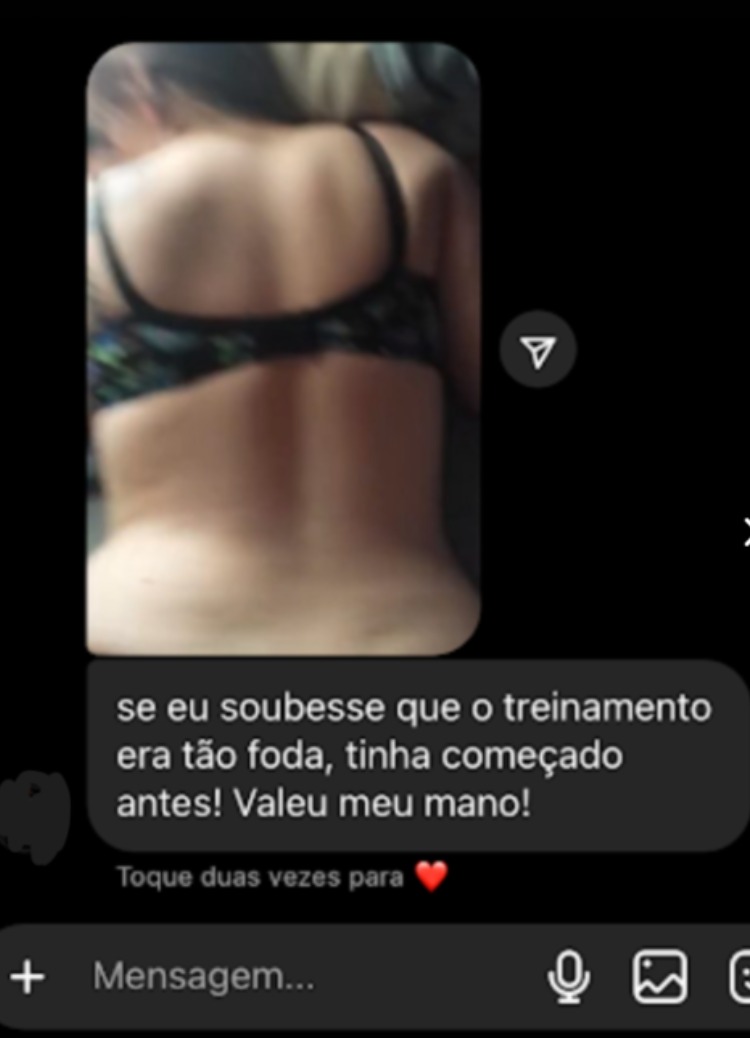 se eu soubesse que o treinamento
era tão foda, tinha começado
antes! Valeu meu mano!
Toque duas vezes para ❤️
Mensagem...